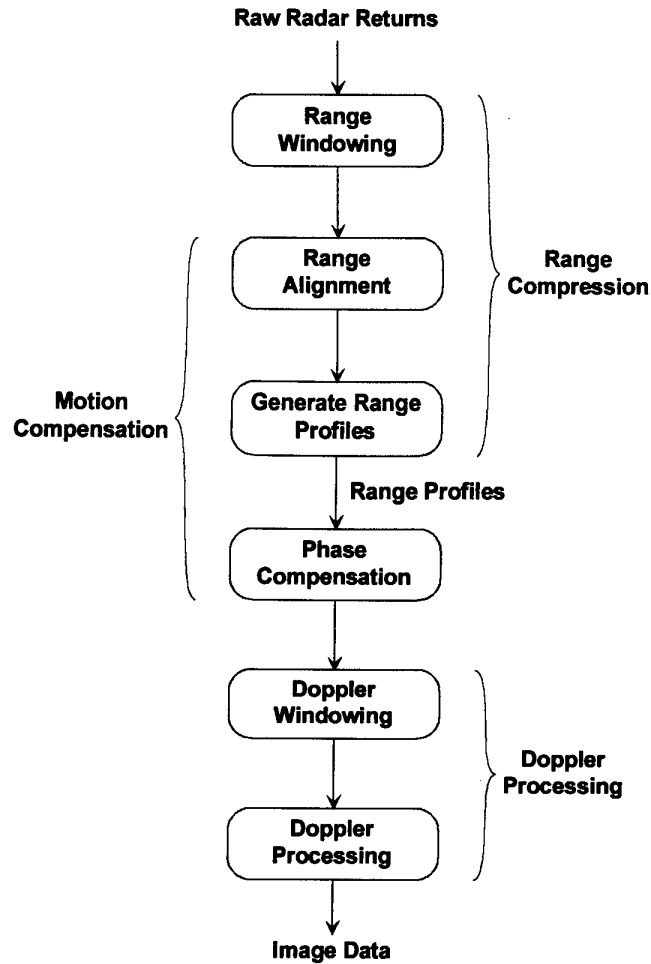 Raw Radar Returns
Range
Windowing
Range
Alignment
Range
Compression
Motion
Compensation
Generate Range
Profiles
Range Profiles
Phase
Compensation
Doppler
Windowing
Doppler
Processing
Doppler
Processing
Image Data